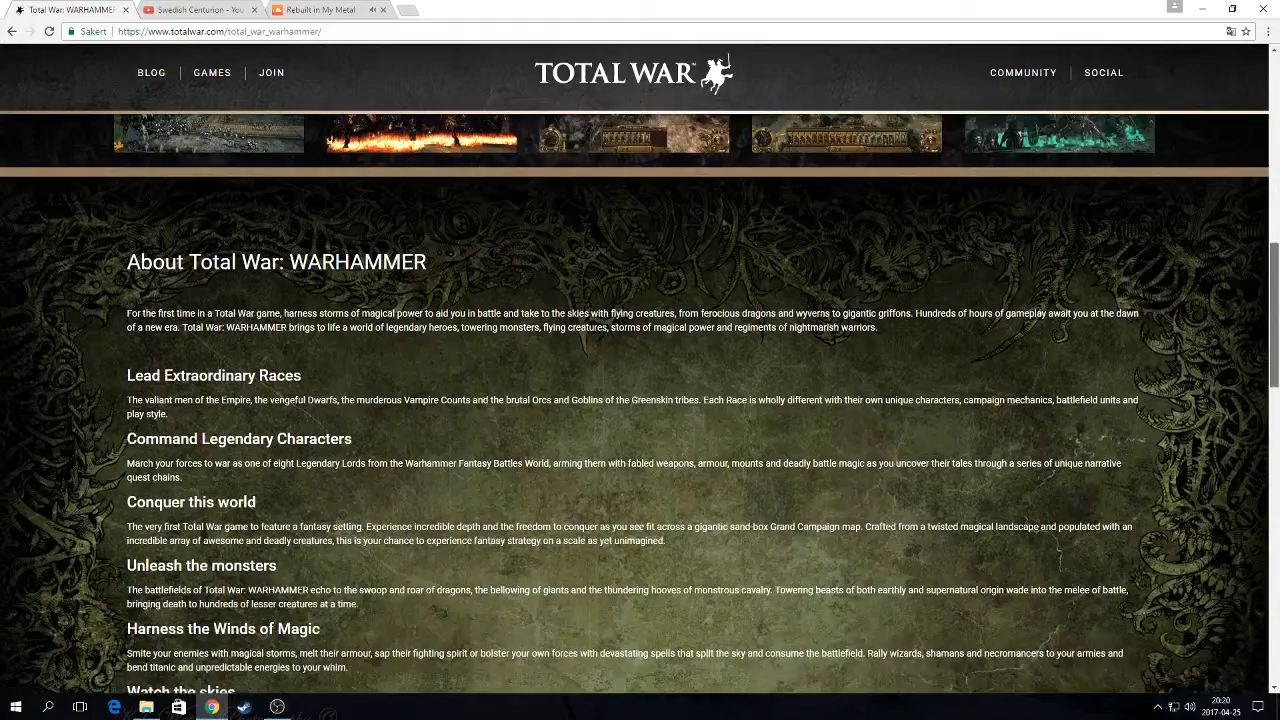 Total War: WARHAMMER
Swedish Centurion - You
Rebuilt in My Metal
Säkert
https://www.totalwar.com/total_war_warhammer/
BLOG
GAMES
JOIN
TOTAL WAR
COMMUNITY
SOCIAL
About Total War: WARHAMMER
For the first time in a Total War game, harness storms of magical power to aid you in battle and take to the skies with flying creatures, from ferocious dragons and wyverns to gigantic griffons. Hundreds of hours of gameplay await you at the dawn
of a new era. Total War: WARHAMMER brings to life a world of legendary heroes, towering monsters, flying creatures, storms of magical power and regiments of nightmarish warriors.
Lead Extraordinary Races
The valiant men of the Empire, the vengeful Dwarfs, the murderous Vampire Counts and the brutal Orcs and Goblins of the Greenskin tribes. Each Race is wholly different with their own unique characters, campaign mechanics, battlefield units and
play style.
Command Legendary Characters
March your forces to war as one of eight Legendary Lords from the Warhammer Fantasy Battles World, arming them with fabled weapons, armour, mounts and deadly battle magic as you uncover their tales through a series of unique narrative
quest chains.
Conquer this world
The very first Total War game to feature a fantasy setting. Experience incredible depth and the freedom to conquer as you see fit across a gigantic sand-box Grand Campaign map. Crafted from a twisted magical landscape and populated with an
incredible array of awesome and deadly creatures, this is your chance to experience fantasy strategy on a scale as yet unimagined.
Unleash the monsters
The battlefields of Total War: WARHAMMER echo to the swoop and roar of dragons, the bellowing of giants and the thundering hooves of monstrous cavalry. Towering beasts of both earthly and supernatural origin wade into the melee of battle,
bringing death to hundreds of lesser creatures at a time.
Harness the Winds of Magic
Smite your enemies with magical storms, melt their armour, sap their fighting spirit or bolster your own forces with devastating spells that split the sky and consume the battlefield. Rally wizards, shamans and necromancers to your armies and
bend titanic and unpredictable energies to your whim.
Watch the skies
20:20
2017-04-25